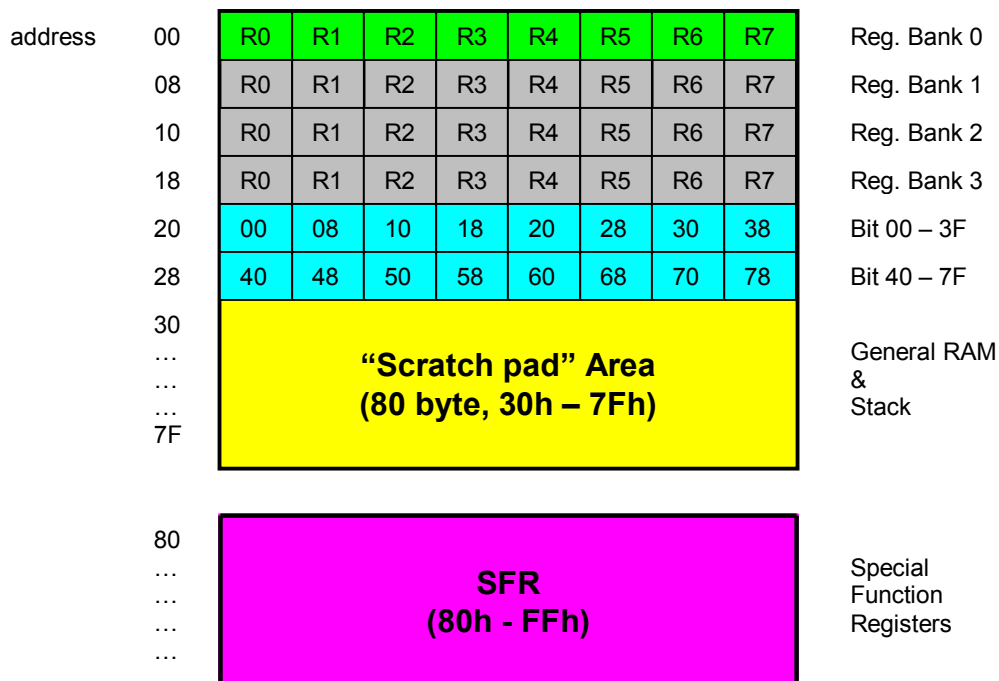 address 00 R0 R1 R2 R3 R4 R5 R6 R7 Reg. Bank 0
08 R0 R1 R2 R3 R4 R5 R6 R7 Reg. Bank 1
10 R0 R1 R2 R3 R4 R5 R6 R7 Reg. Bank 2
18 R0 R1 R2 R3 R4 R5 R6 R7 Reg. Bank 3
20 00 08 10 18 20 28 30 38 Bit 00 – 3F
28 40 48 50 58 60 68 70 78 Bit 40 – 7F
30
…
…
…
7F
“Scratch pad” Area
(80 byte, 30h – 7Fh)
General RAM
&
Stack
80
…
…
…
…
SFR
(80h - FFh)
Special
Function
Registers